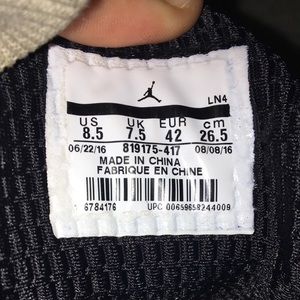 LN4
US UK EUR cm
8.5 7.5 42 26.5
06/22/16 819175-417 08/08/16
MADE IN CHINA
FABRIQUE EN CHINE
6784176 UPC 00659658244009